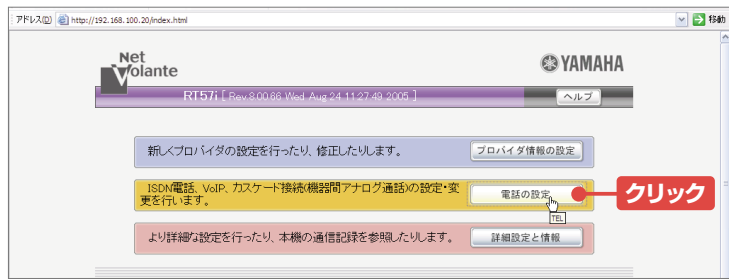 アドレス(D) http://192.168.100.20/index.html 移動
Net
Volante
YAMAHA
RT57i [ Rev.8.00.66 Wed Aug 24 11:27:49 2005 ] ヘルプ
新しくプロバイダの設定を行ったり、修正したりします。 プロバイダ情報の設定
ISDN電話、VoIP、カスケード接続(機器間アナログ通話)の設定・変
更を行います。
電話の設定 クリック
TEL
より詳細な設定を行ったり、本機の通信記録を参照したりします。 詳細設定と情報